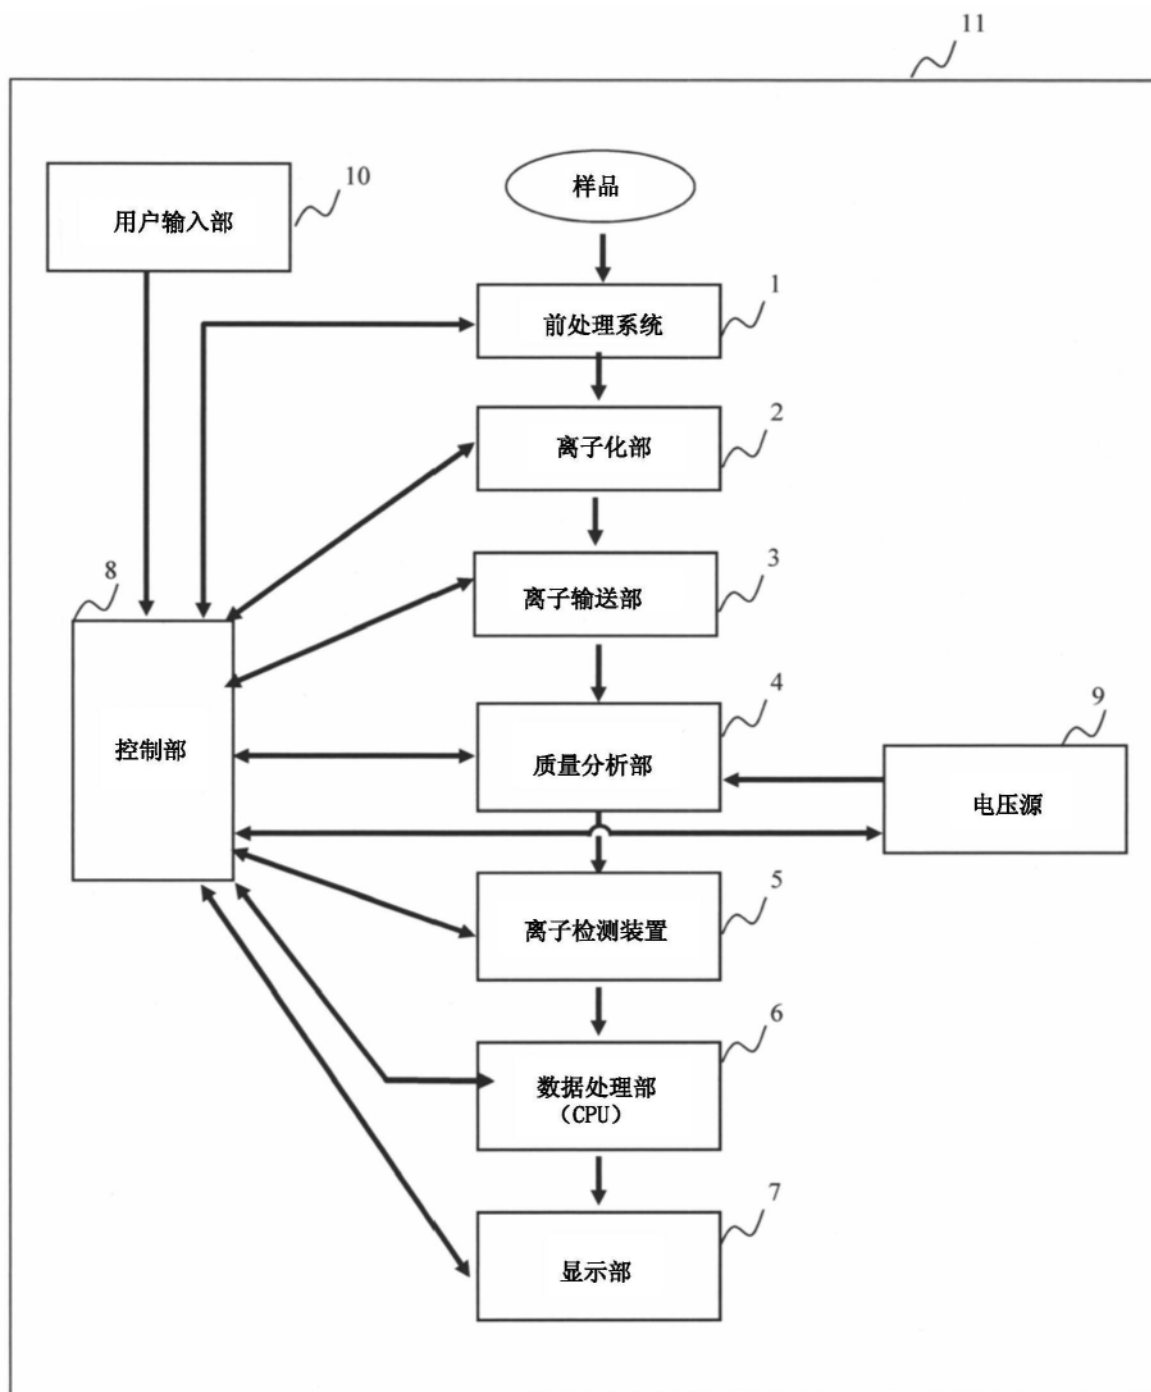 11
用户输入部
10
样品
前处理系统
1
离子化部
2
离子输送部
3
8
控制部
质量分析部
4
电压源
9
离子检测装置
5
数据处理部
（CPU）
6
显示部
7